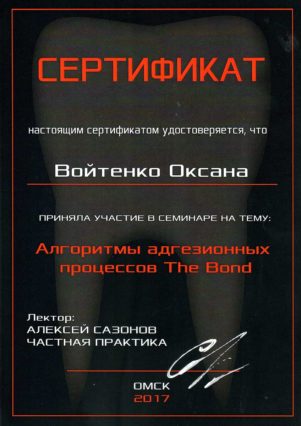 СЕРТИФИКАТ
настоящим сертификатом удостоверяется, что
Войтенко Оксана
ПРИНЯЛА УЧАСТИЕ В СЕМИНАРЕ НА ТЕМУ:
Алгоритмы адгезионных
процессов The Bond
Лектор:
АЛЕКСЕЙ САЗОНОВ
ЧАСТНАЯ ПРАКТИКА
ОМСК
2017